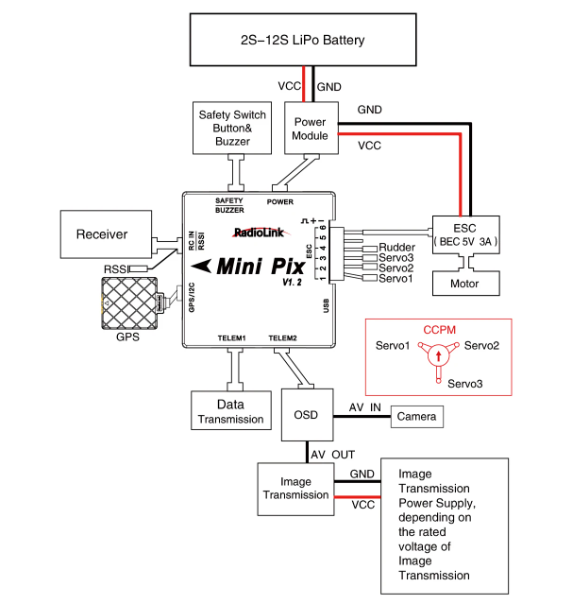 2S-12S LiPo Battery
VCC
GND
Safety Switch
Button&
Buzzer
Power
Module
GND
VCC
SAFETY
BUZZER
POWER
Receiver
RSSI
GPS
RC IN
RSSI
GPS/I2C
RadioLink
Mini Pix
V1.2
+ −
6
5
4
3
2
1
ESC
USB
TELEM1
TELEM2
Rudder
Servo3
Servo2
Servo1
ESC
( BEC 5V 3A )
Motor
CCPM
Servo1
Servo2
Servo3
Data
Transmission
OSD
AV IN
Camera
AV OUT
Image
Transmission
GND
VCC
Image
Transmission
Power Supply,
depending on
the rated
voltage of
Image
Transmission